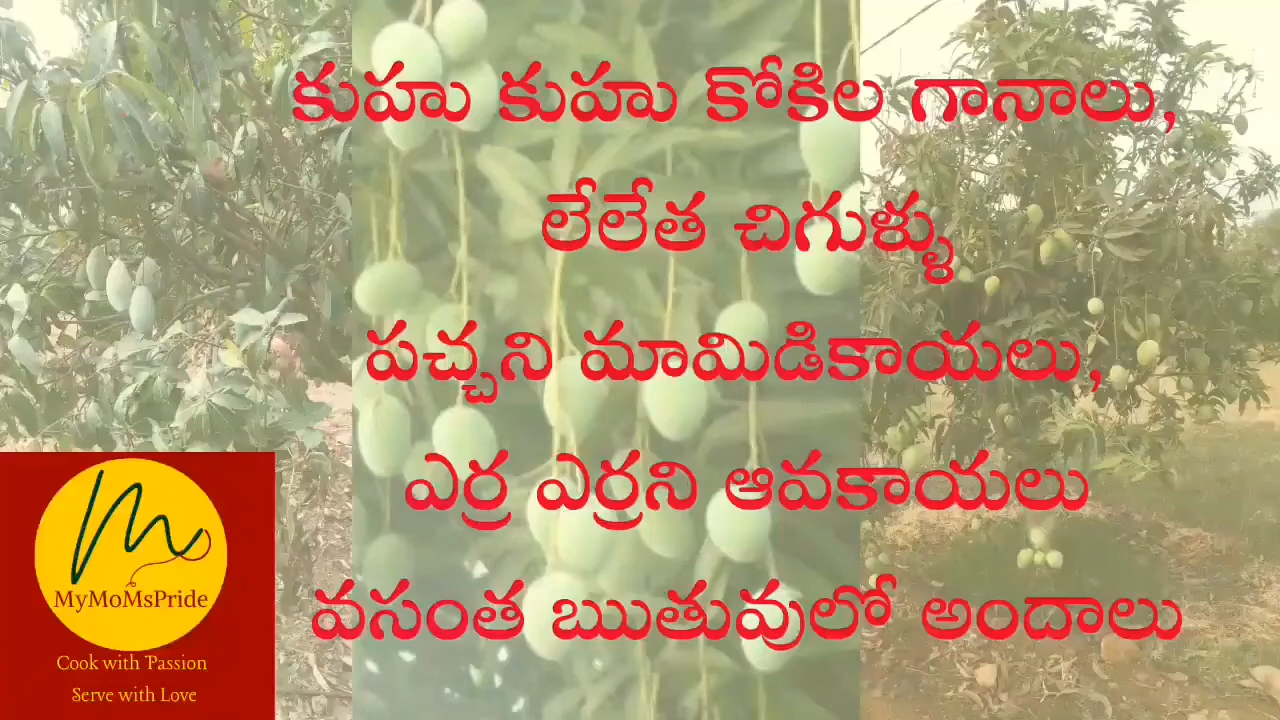 కుహు కుహు కోకిల గానాలు,
లేలేత చిగుళ్ళు
పచ్చని మామిడికాయలు,
ఎర్ర ఎర్రని ఆవకాయలు
వసంత ఋతువులో అందాలు
MyMoMsPride
Cook with Passion
Serve with Love